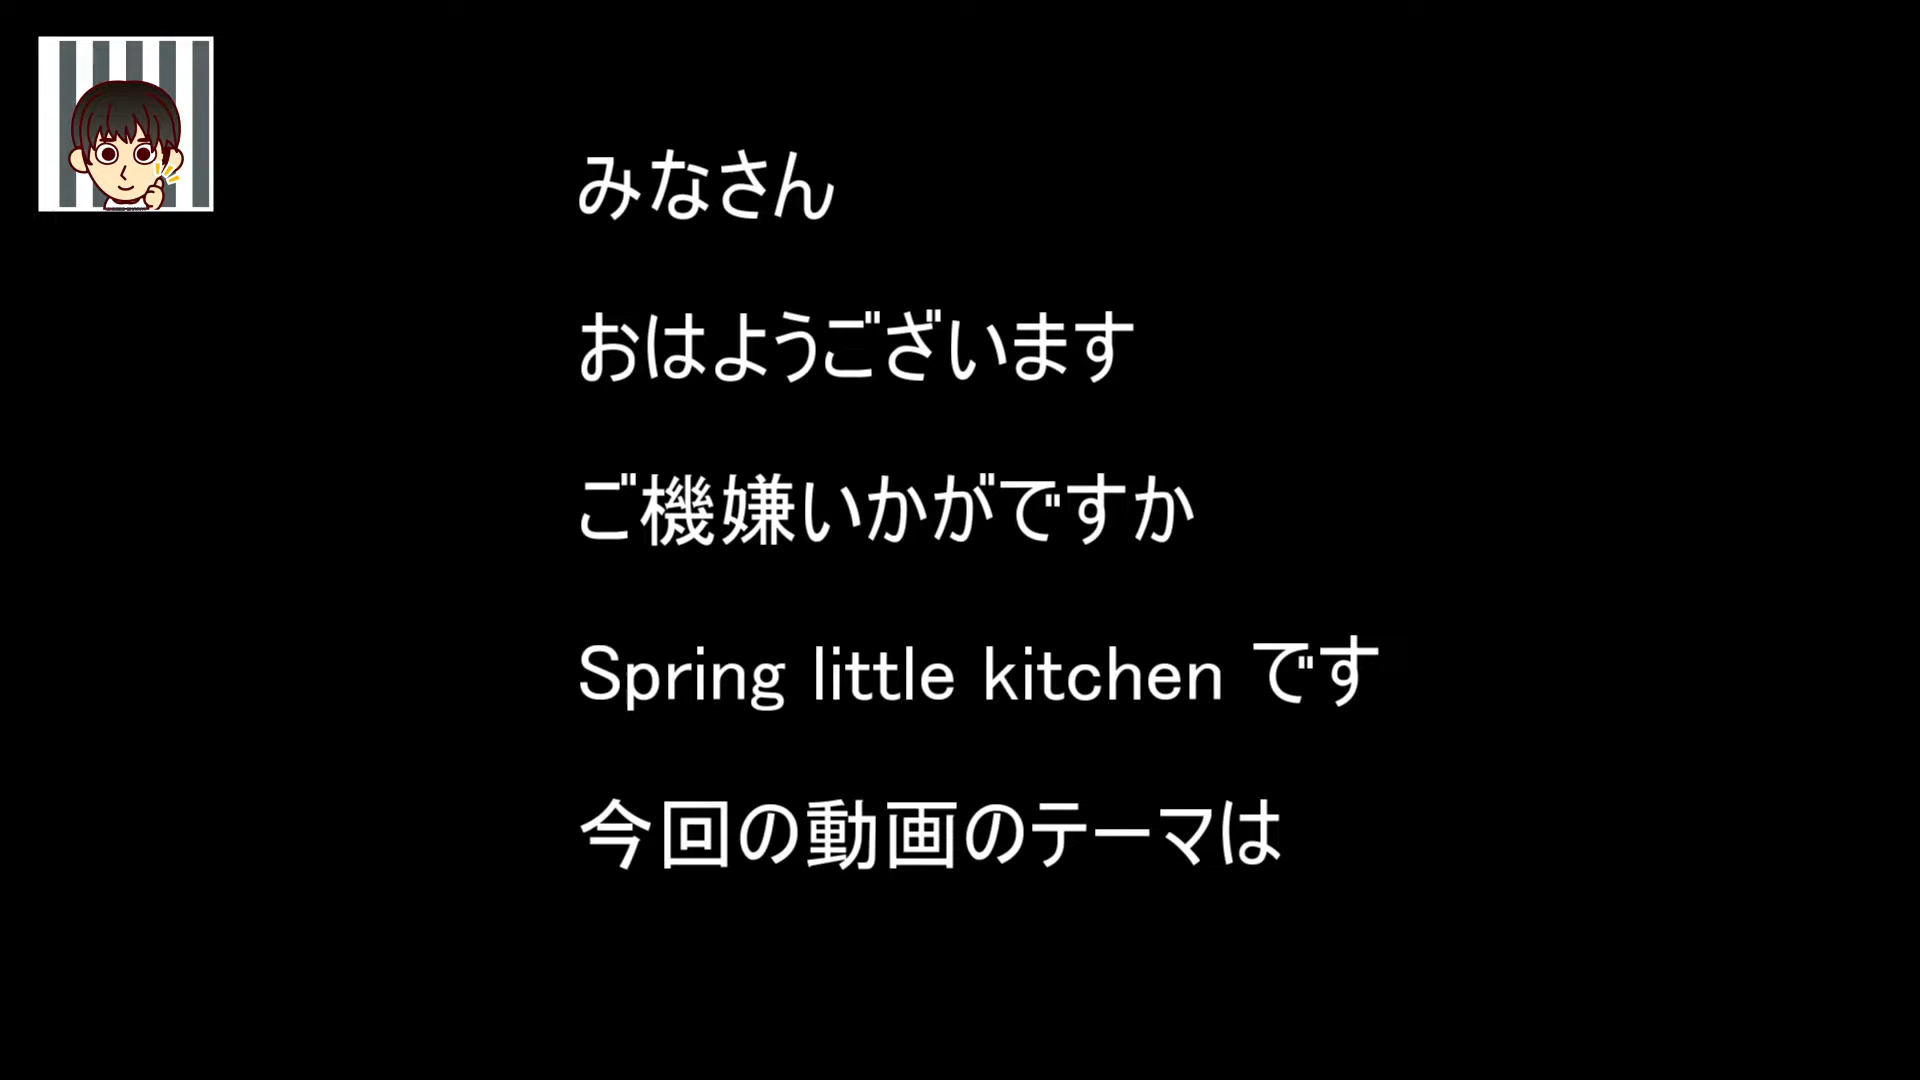 みなさん
おはようございます
ご機嫌いかがですか
Spring little kitchen です
今回の動画のテーマは